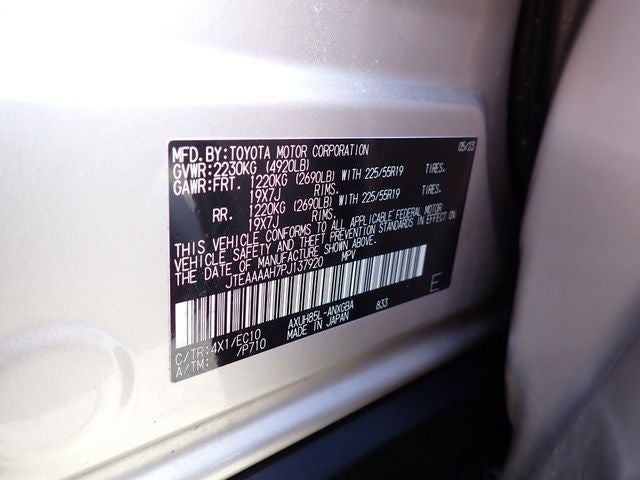 MFD. BY: TOYOTA MOTOR CORPORATION 05/23
GVWR: 2230KG (4920LB)
GAWR: FRT. 1220KG (2690LB) WITH 225/55R19 TIRES.
19X7J RIMS.
RR. 1220KG (2690LB) WITH 225/55R19 TIRES.
19X7J RIMS.
THIS VEHICLE CONFORMS TO ALL APPLICABLE FEDERAL MOTOR
VEHICLE SAFETY AND THEFT PREVENTION STANDARDS IN EFFECT ON
THE DATE OF MANUFACTURE SHOWN ABOVE.
JTEAAAAH7PJ137920 MPV
AXUH85L-ANXGBA 833 E
C/TR: 4X1/EC10 MADE IN JAPAN
A/TM: /P710